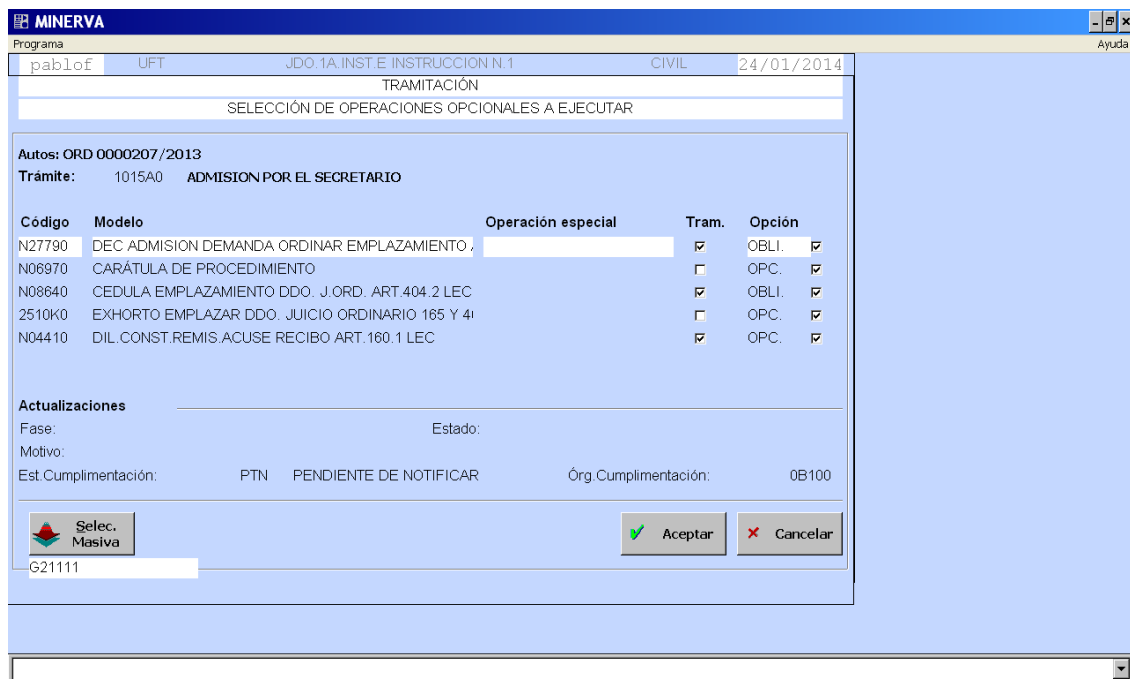 MINERVA
Programa Ayuda
pablof UFT JDO.1A.INST.E INSTRUCCION N.1 CIVIL 24/01/2014
TRAMITACIÓN
SELECCIÓN DE OPERACIONES OPCIONALES A EJECUTAR
Autos: ORD 0000207/2013
Trámite: 1015A0 ADMISION POR EL SECRETARIO
Código Modelo Operación especial Tram. Opción
N27790 DEC ADMISION DEMANDA ORDINAR EMPLAZAMIENTO OBLI.
N06970 CARÁTULA DE PROCEDIMIENTO OPC.
N08640 CEDULA EMPLAZAMIENTO DDO. J.ORD. ART.404.2 LEC OBLI.
2510K0 EXHORTO EMPLAZAR DDO. JUICIO ORDINARIO 165 Y OPC.
N04410 DIL.CONST.REMIS.ACUSE RECIBO ART.160.1 LEC OPC.
Actualizaciones
Fase: Estado:
Motivo:
Est.Cumplimentación: PTN PENDIENTE DE NOTIFICAR Órg.Cumplimentación: 0B100
Selec.
Masiva
Aceptar Cancelar
G21111